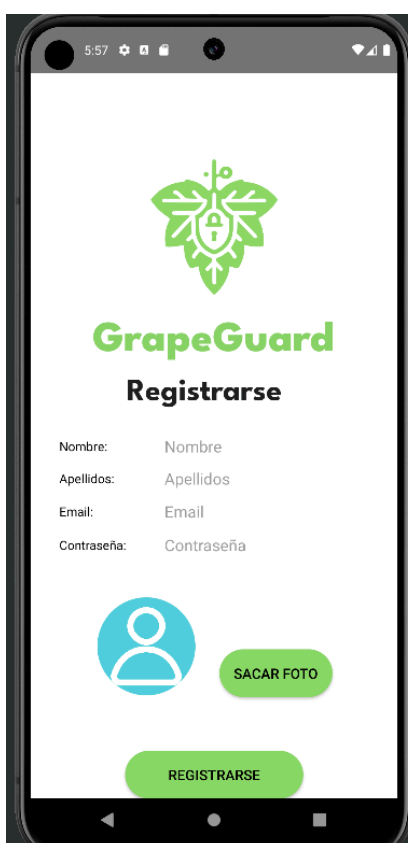 5:57
GrapeGuard
Registrarse
Nombre: Nombre
Apellidos: Apellidos
Email: Email
Contraseña: Contraseña
SACAR FOTO
REGISTRARSE